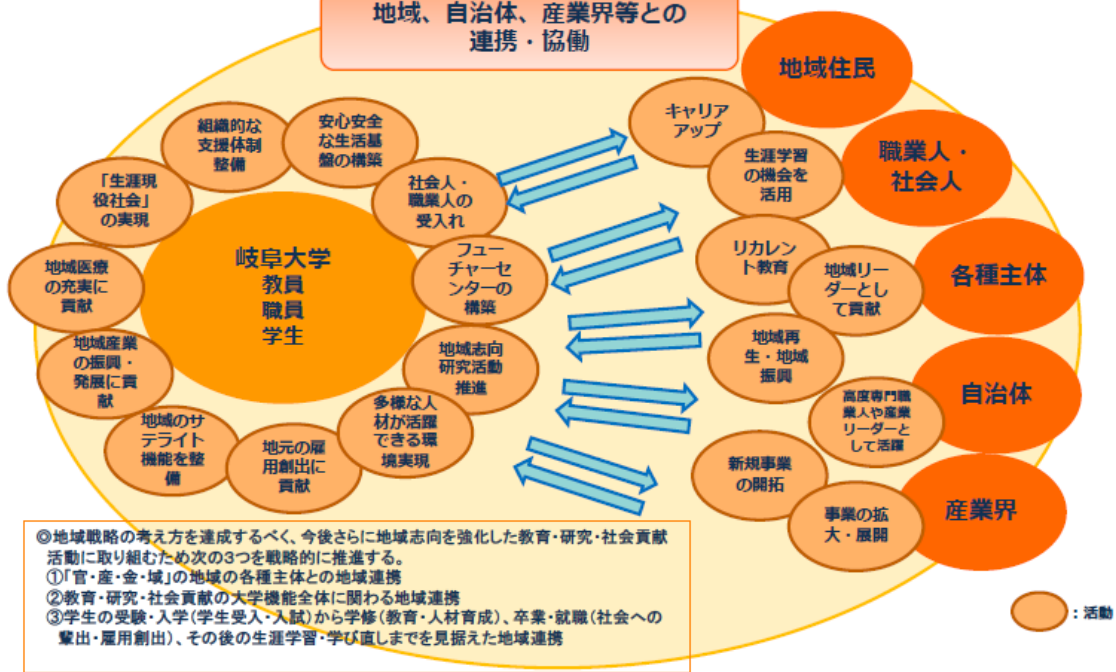 地域、自治体、産業界等との
連携・協働
組織的な
支援体制
整備
安心安全
な生活基
盤の構築
「生涯現
役社会」
の実現
社会人・
職業人の
受入れ
地域医療
の充実に
貢献
岐阜大学
教員
職員
学生
フュー
チャーセ
ンターの
構築
地域産業
の振興・
発展に貢
献
地域志向
研究活動
推進
地域のサ
テライト
機能を整
備
地元の雇
用創出に
貢献
多様な人
材が活躍
できる環
境実現
キャリア
アップ
生涯学習
の機会を
活用
リカレン
ト教育
地域リー
ダーとし
て貢献
地域再
生・地域
振興
高度専門職
業人や産業
リーダーと
して活躍
新規事業
の開拓
事業の拡
大・展開
地域住民
職業人・
社会人
各種主体
自治体
産業界
◎地域戦略の考え方を達成するべく、今後さらに地域志向を強化した教育・研究・社会貢献
活動に取り組むため次の3つを戦略的に推進する。
①「官・産・金・域」の地域の各種主体との地域連携
②教育・研究・社会貢献の大学機能全体に関わる地域連携
③学生の受験・入学(学生受入・入試)から学修(教育・人材育成)、卒業・就職(社会への
輩出・雇用創出)、その後の生涯学習・学び直しまでを見据えた地域連携
:活動